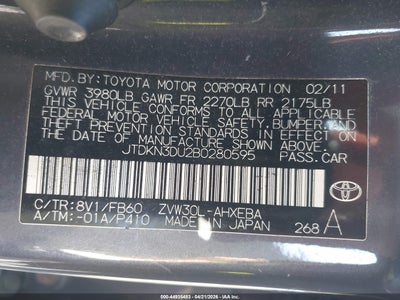 MFD.BY:TOYOTA MOTOR CORPORATION 02/11
GVWR 3980LB GAWR FR 2270LB RR 2175LB
THIS VEHICLE CONFORMS TO ALL APPLICABLE
FEDERAL MOTOR VEHICLE SAFETY, BUMPER, AND
THEFT PREVENTION STANDARDS IN EFFECT ON
THE DATE OF MANUFACTURE SHOWN ABOVE.
JTDKN3DU2B0280595 PASS.CAR
C/TR:8V1/FB60 ZVW30L-AHXEBA
A/TM:-01A/P410 MADE IN JAPAN 268 A
TOYOTA